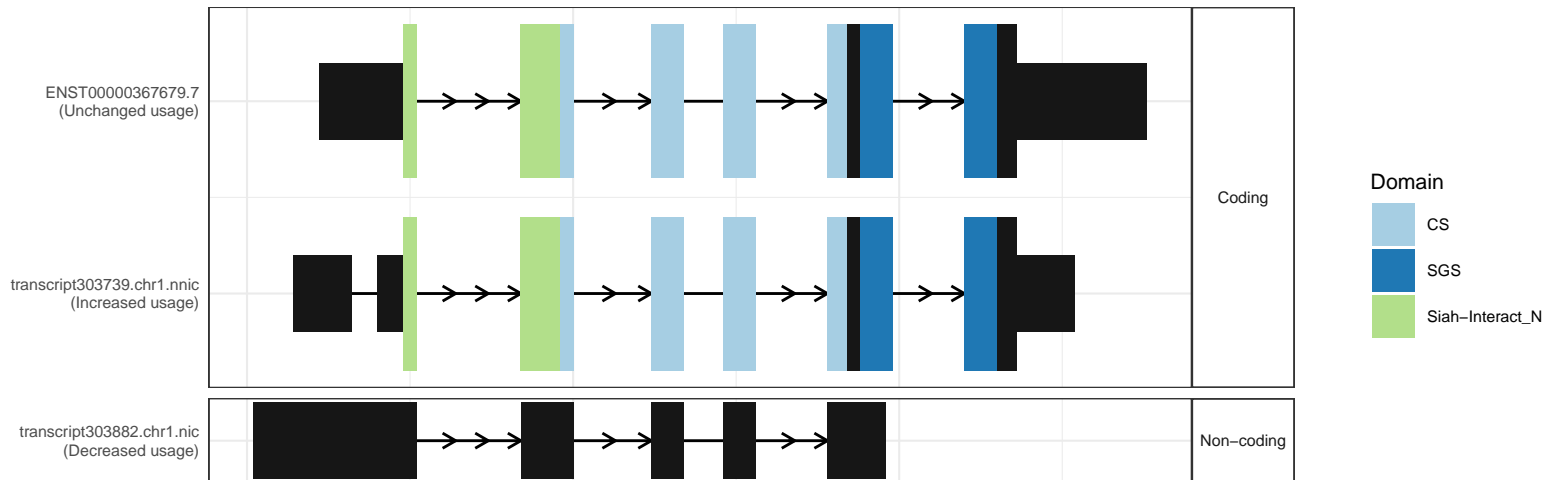 ENST00000367679.7
(Unchanged usage)
transcript303739.chr1.nnic
(Increased usage)
transcript303882.chr1.nic
(Decreased usage)
Coding
Non−coding
Domain
CS
SGS
Siah−Interact_N